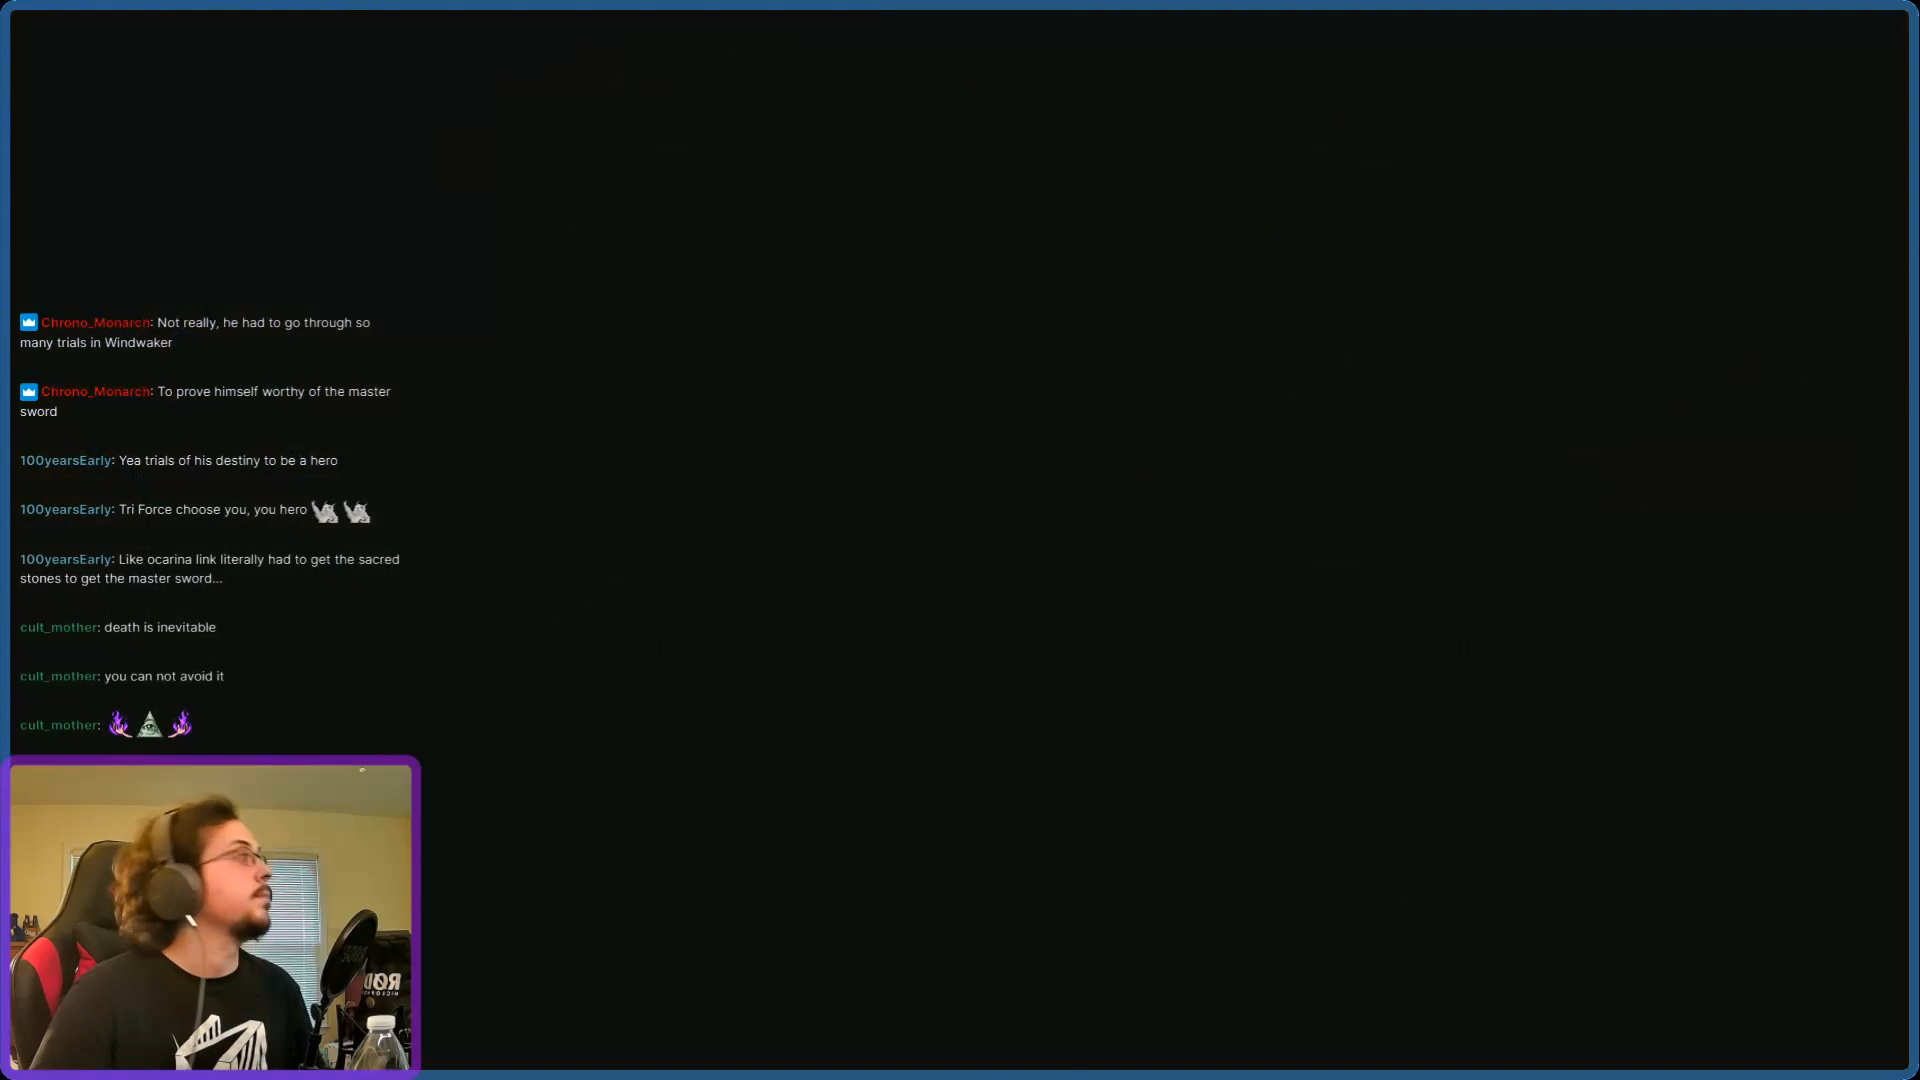 Chrono_Monarch: Not really, he had to go through so
many trials in Windwaker
Chrono_Monarch: To prove himself worthy of the master
sword
100yearsEarly: Yea trials of his destiny to be a hero
100yearsEarly: Tri Force choose you, you hero
100yearsEarly: Like ocarina link literally had to get the sacred
stones to get the master sword...
cult_mother: death is inevitable
cult_mother: you can not avoid it
cult_mother: